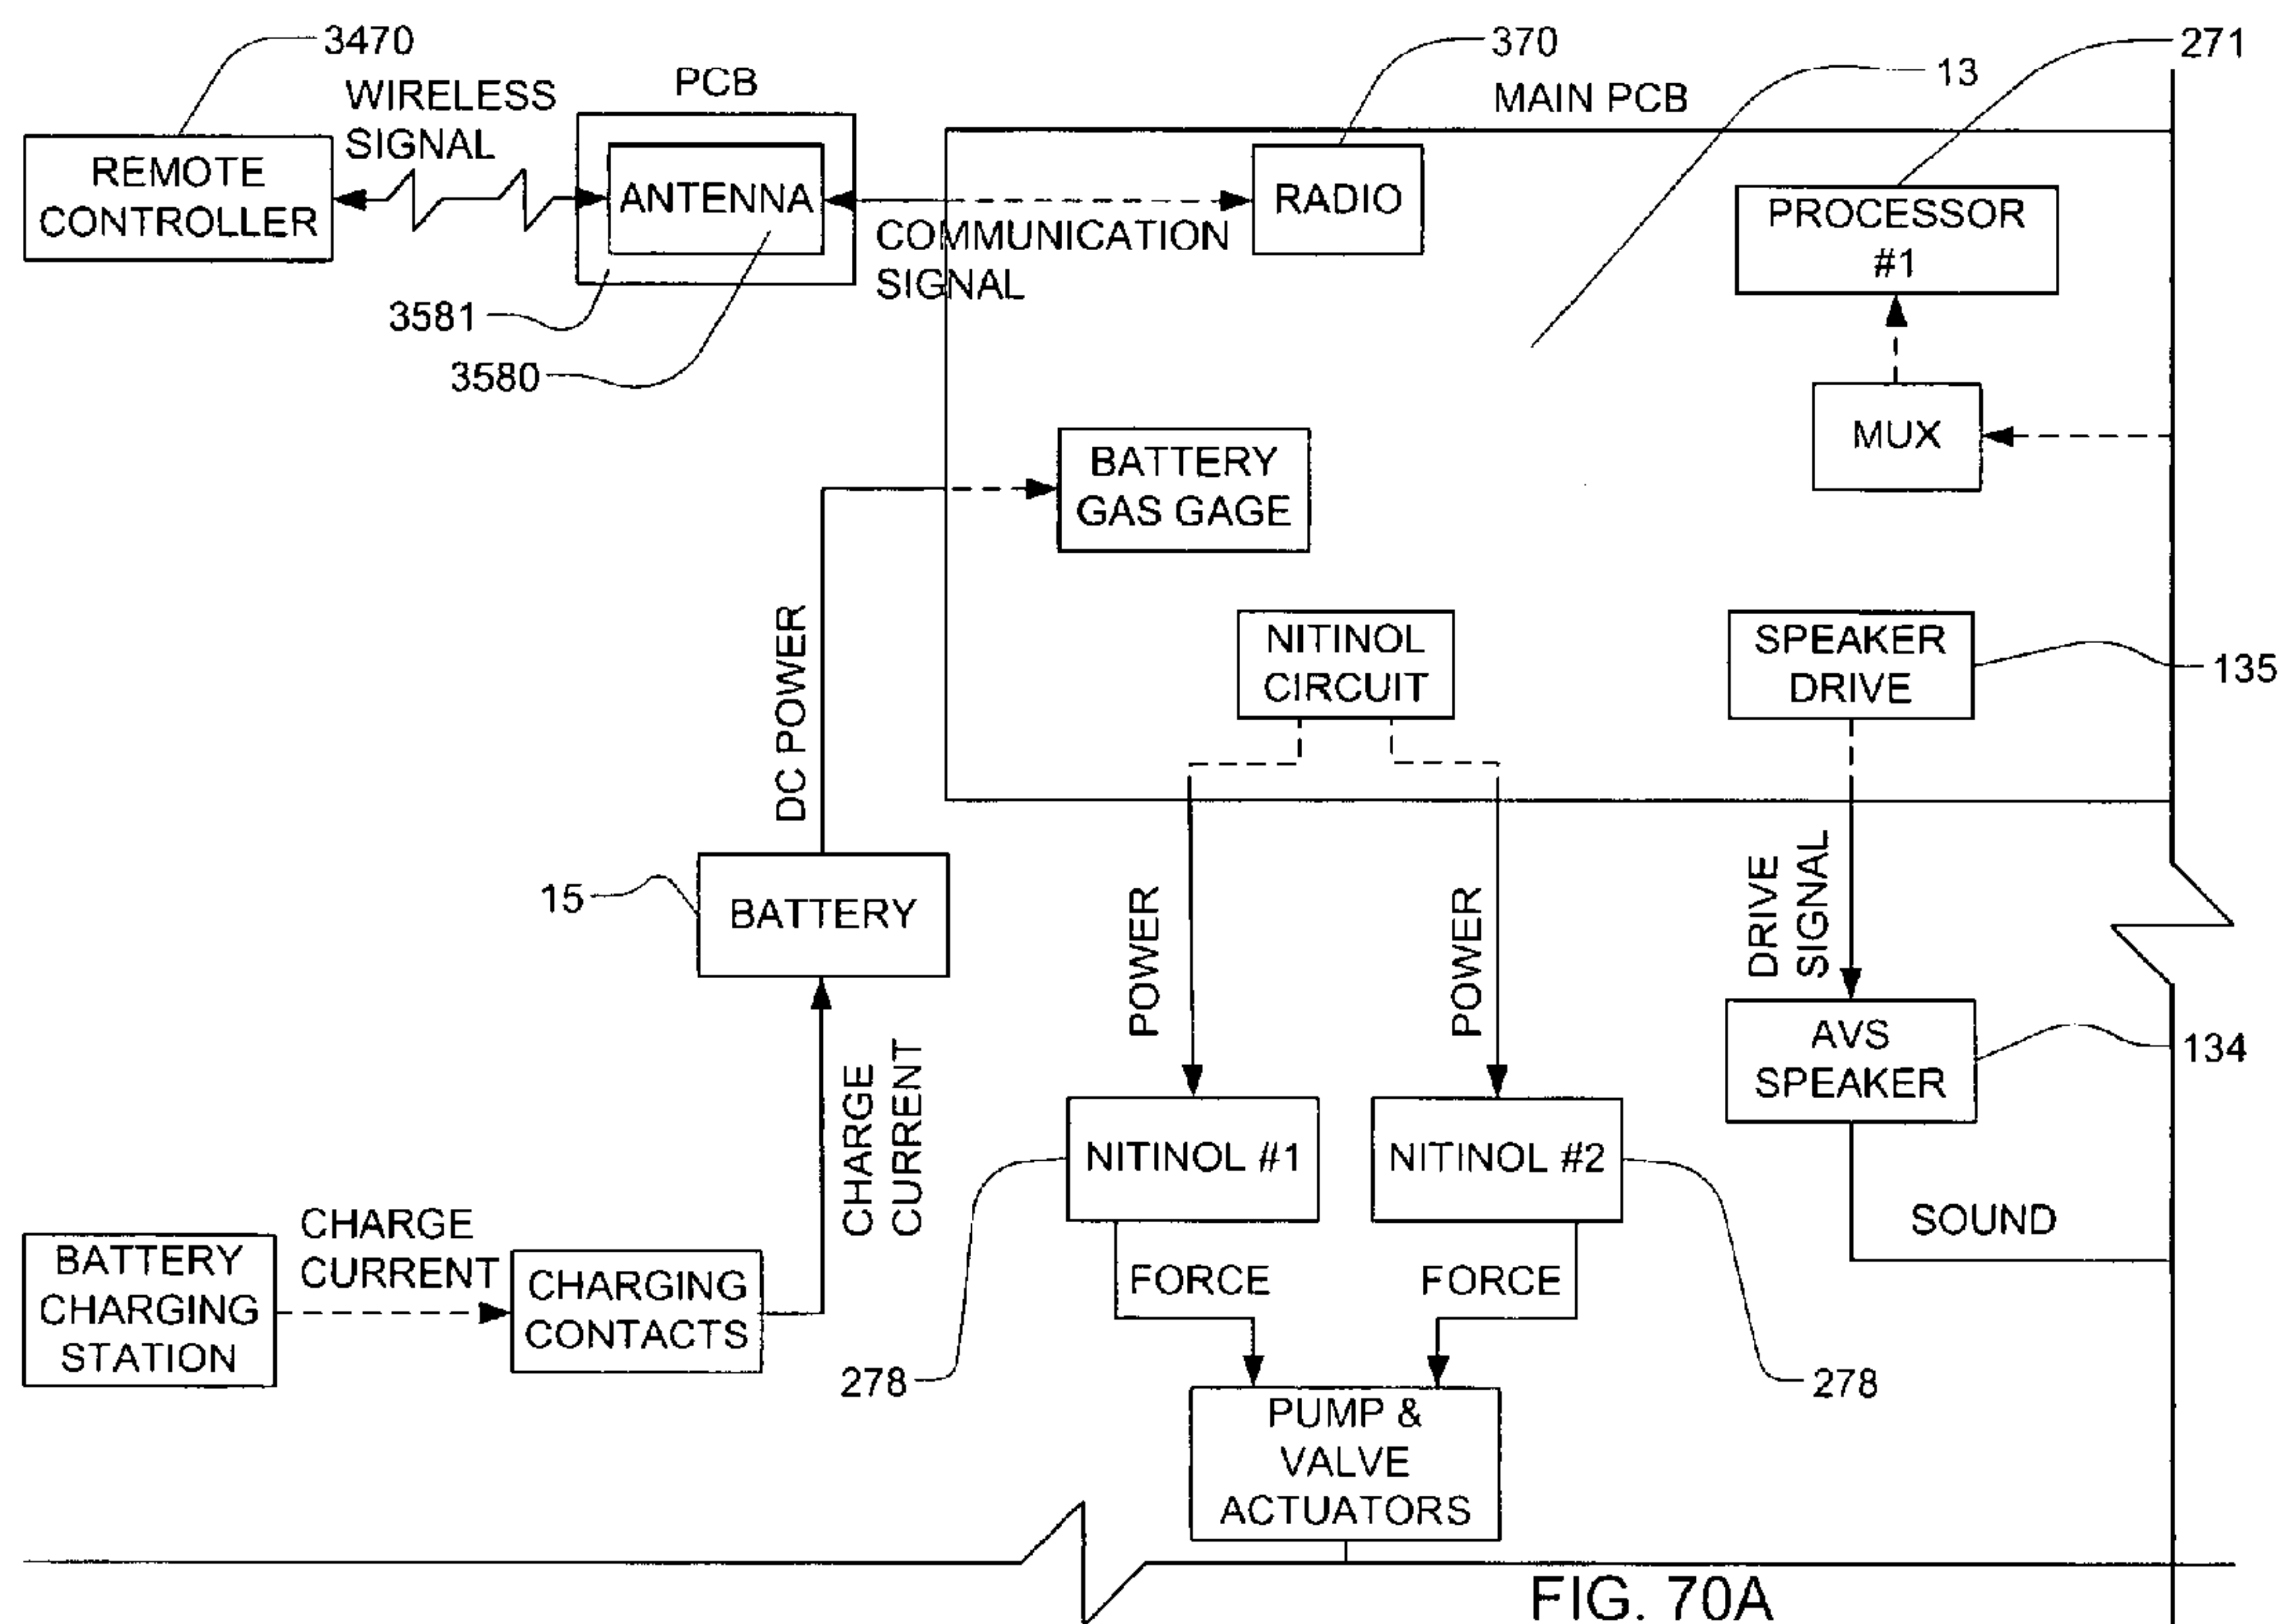 3470
370
271
13
WIRELESS
SIGNAL
PCB
MAIN PCB
REMOTE
CONTROLLER
ANTENNA
RADIO
PROCESSOR
#1
COMMUNICATION
SIGNAL
3581
3580
MUX
BATTERY
GAS GAGE
NITINOL
CIRCUIT
SPEAKER
DRIVE
135
DC POWER
15
BATTERY
POWER
POWER
DRIVE
SIGNAL
AVS
SPEAKER
134
CHARGE
CURRENT
NITINOL #1
NITINOL #2
SOUND
BATTERY
CHARGING
STATION
CHARGE
CURRENT
CHARGING
CONTACTS
FORCE
FORCE
278
278
PUMP &
VALVE
ACTUATORS
FIG. 70A